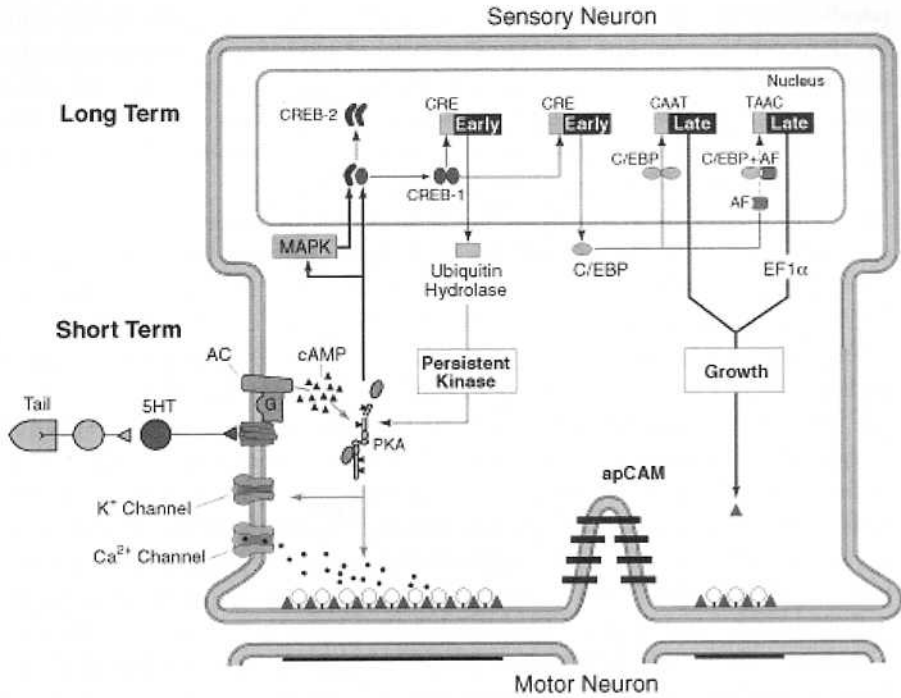 Sensory Neuron
Nucleus
Long Term
CREB-2
CRE
Early
CRE
Early
CAAT
Late
TAAC
Late
C/EBP
C/EBP+AF
CREB-1
AF
MAPK
Ubiquitin
Hydrolase
C/EBP
EF1α
Short Term
AC
cAMP
Persistent
Kinase
Growth
Tail
5HT
G
PKA
apCAM
K⁺ Channel
Ca²⁺ Channel
Motor Neuron